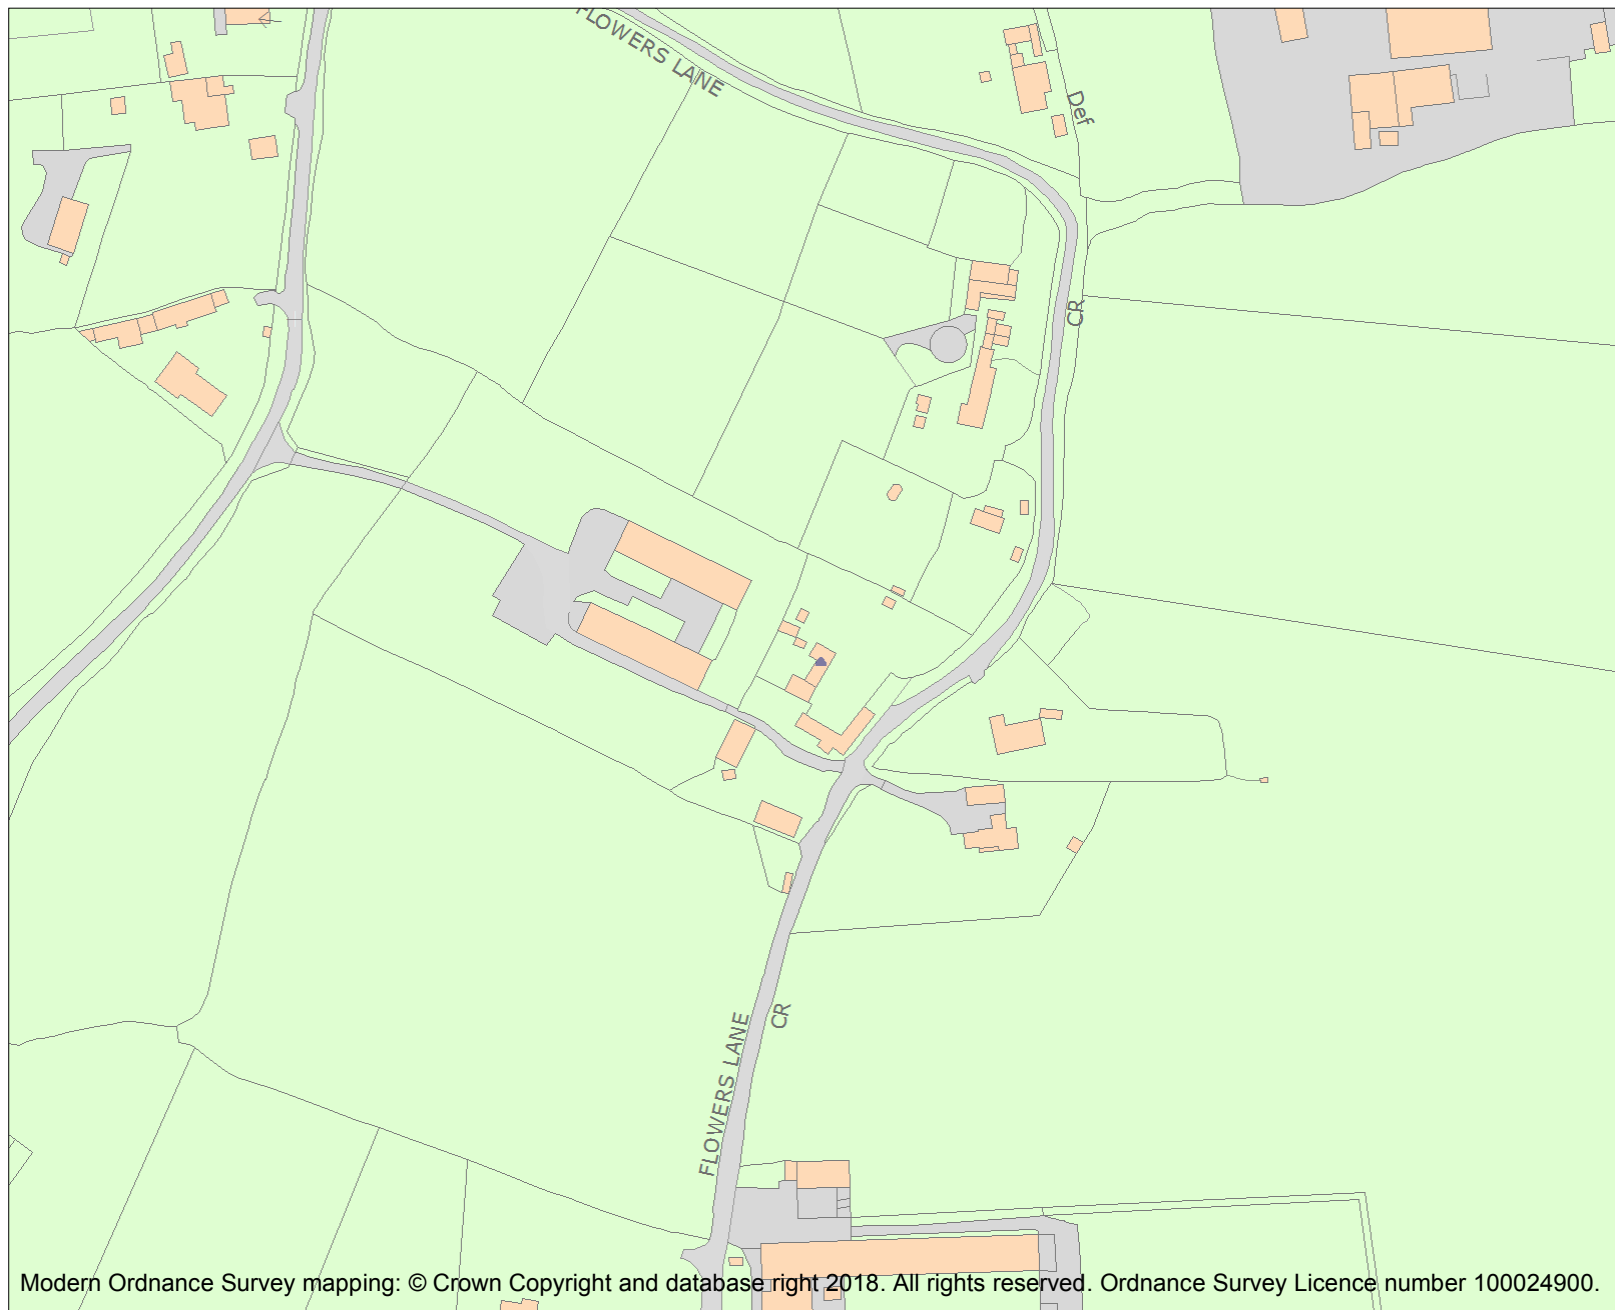 FLOWERS LANE
Def
CR
FLOWERS LANE
CR
Modern Ordnance Survey mapping: © Crown Copyright and database right 2018. All rights reserved. Ordnance Survey Licence number 100024900.